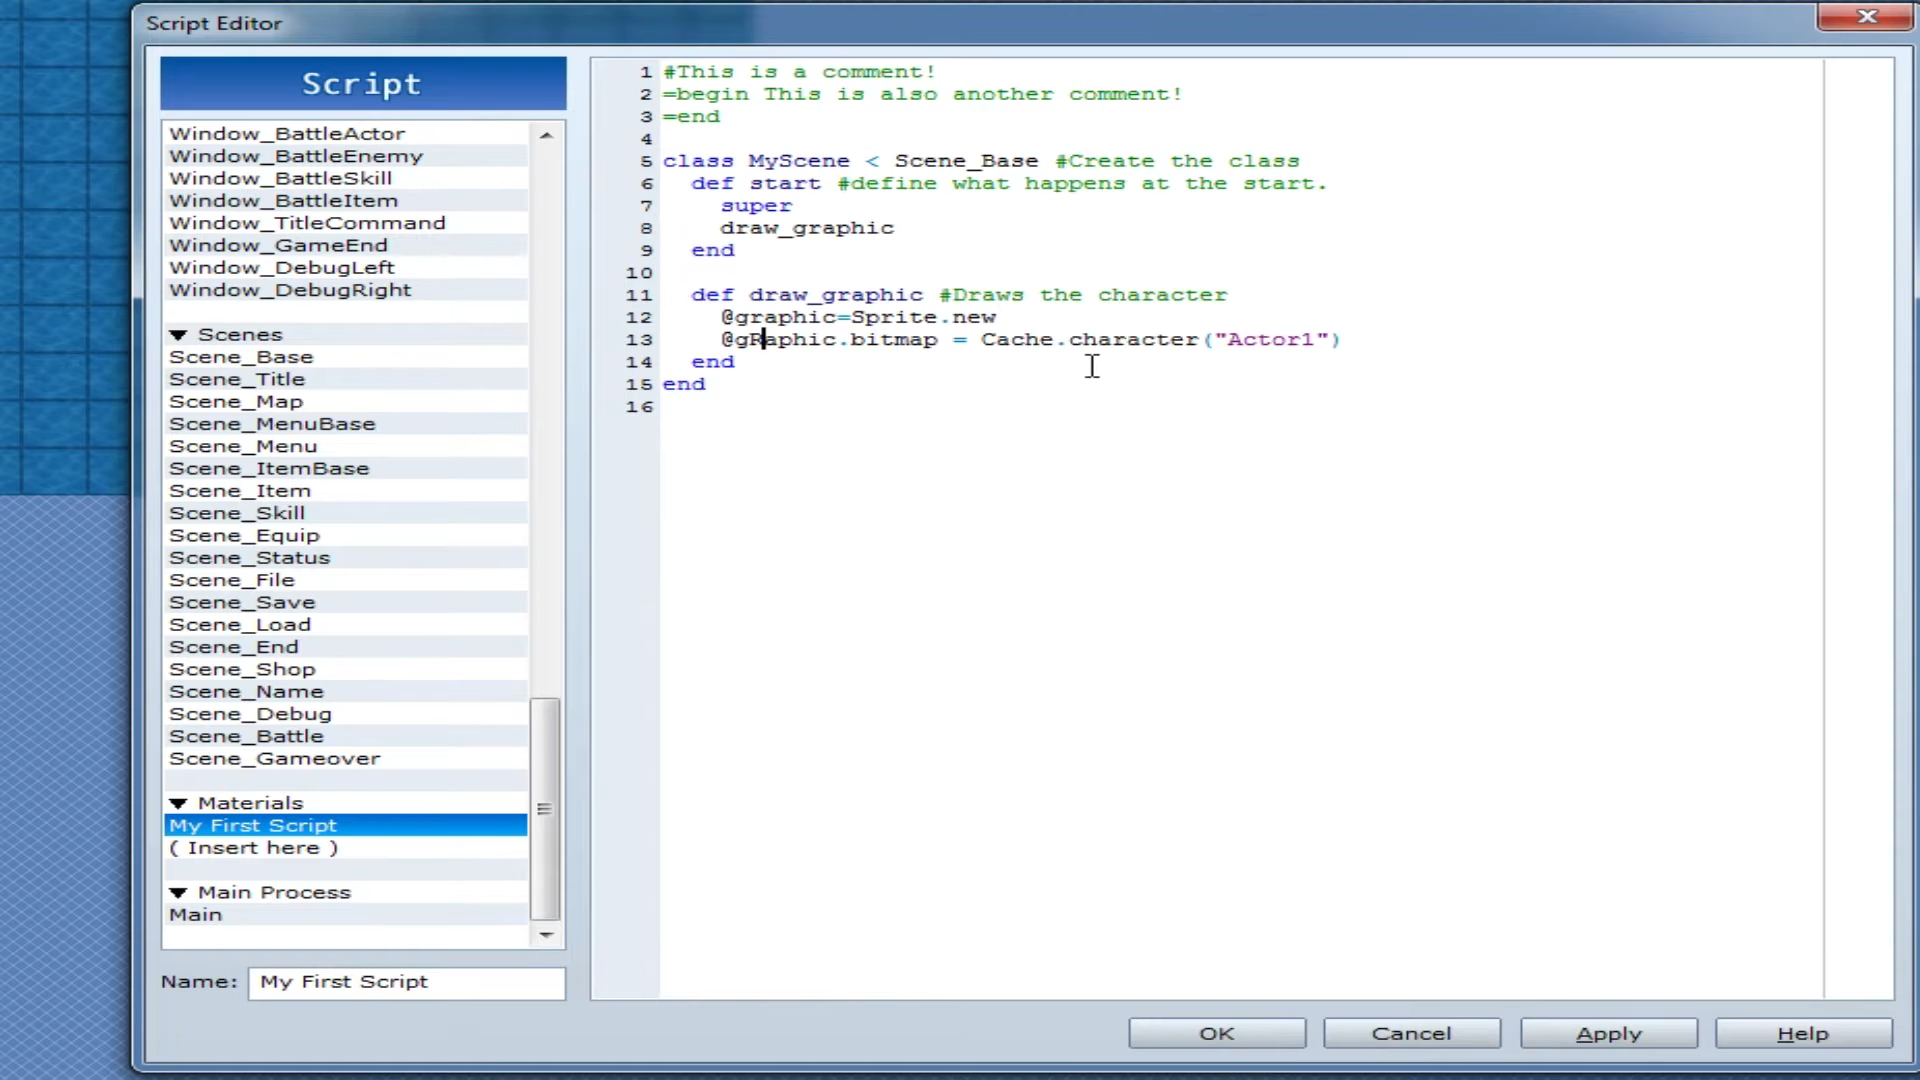 Script Editor
Script
Window_BattleActor
Window_BattleEnemy
Window_BattleSkill
Window_BattleItem
Window_TitleCommand
Window_GameEnd
Window_DebugLeft
Window_DebugRight
▼ Scenes
Scene_Base
Scene_Title
Scene_Map
Scene_MenuBase
Scene_Menu
Scene_ItemBase
Scene_Item
Scene_Skill
Scene_Equip
Scene_Status
Scene_File
Scene_Save
Scene_Load
Scene_End
Scene_Shop
Scene_Name
Scene_Debug
Scene_Battle
Scene_Gameover
▼ Materials
My First Script
( Insert here )
▼ Main Process
Main
Name: My First Script
1 #This is a comment!
2 =begin This is also another comment!
3 =end
4
5 class MyScene < Scene_Base #Create the class
6 def start #define what happens at the start.
7 super
8 draw_graphic
9 end
10
11 def draw_graphic #Draws the character
12 @graphic=Sprite.new
13 @gRaphic.bitmap = Cache.character("Actor1")
14 end
15 end
16
OK Cancel Apply Help